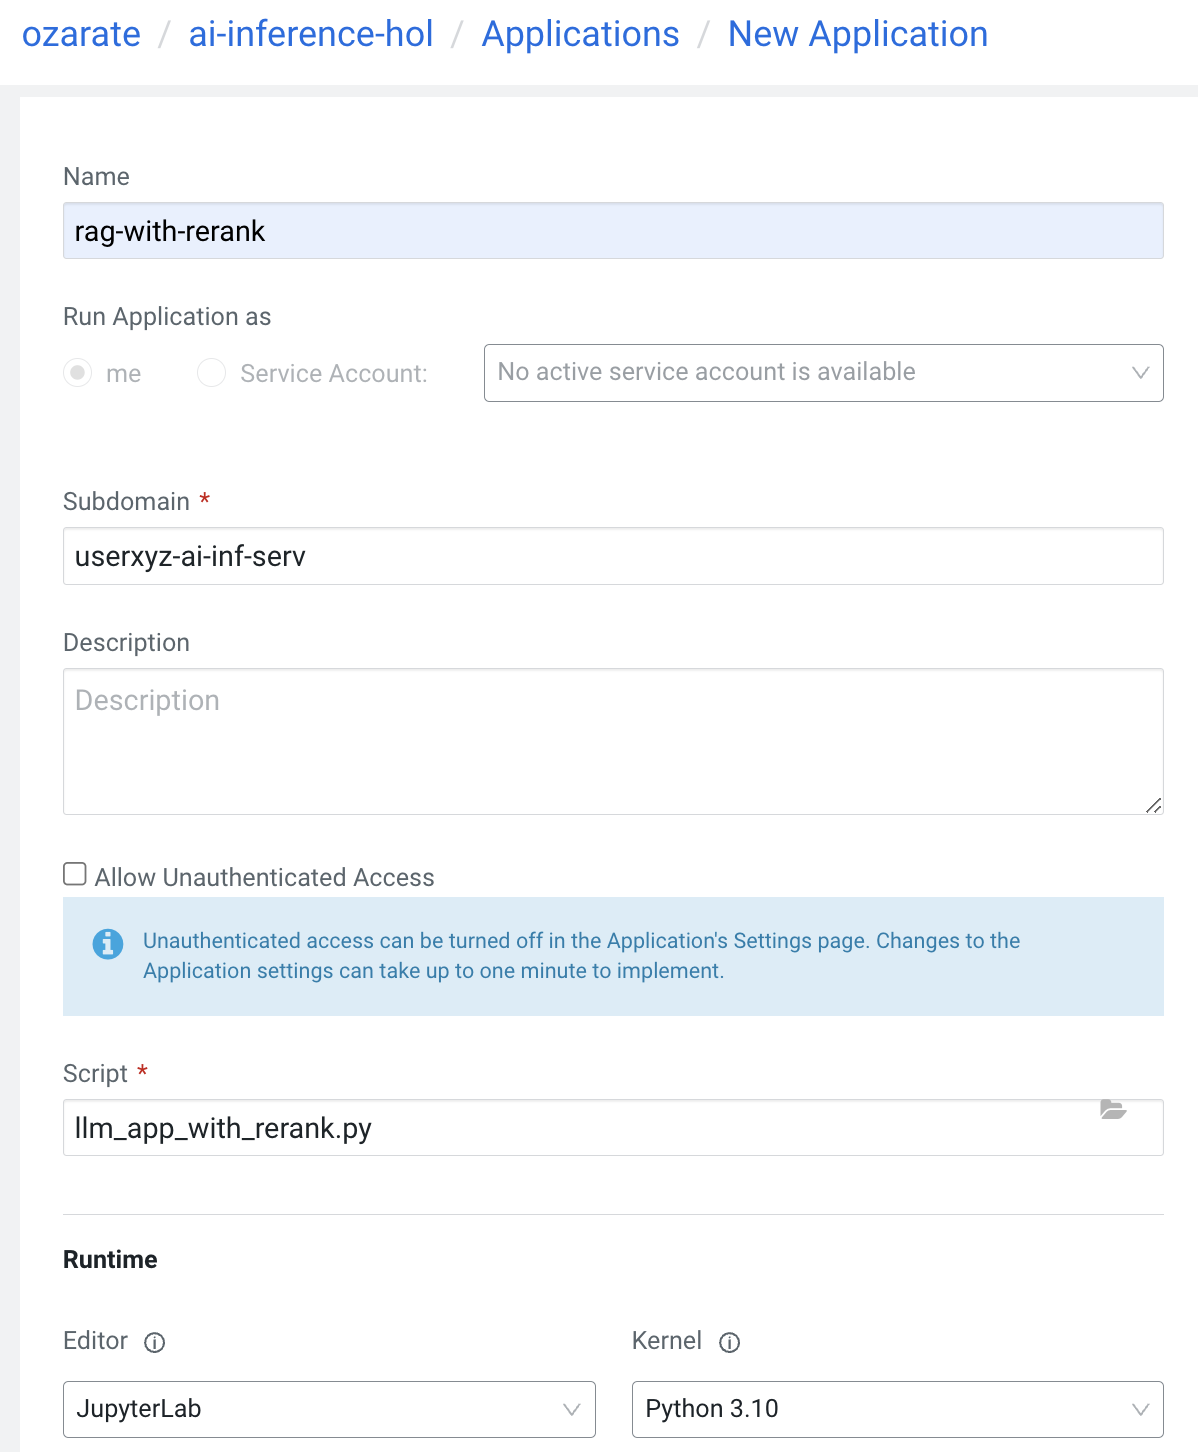 ozarate / ai-inference-hol / Applications / New Application
Name
rag-with-rerank
Run Application as
me Service Account: No active service account is available
Subdomain *
userxyz-ai-inf-serv
Description
Description
Allow Unauthenticated Access
Unauthenticated access can be turned off in the Application's Settings page. Changes to the
Application settings can take up to one minute to implement.
Script *
llm_app_with_rerank.py
Runtime
Editor Kernel
JupyterLab Python 3.10